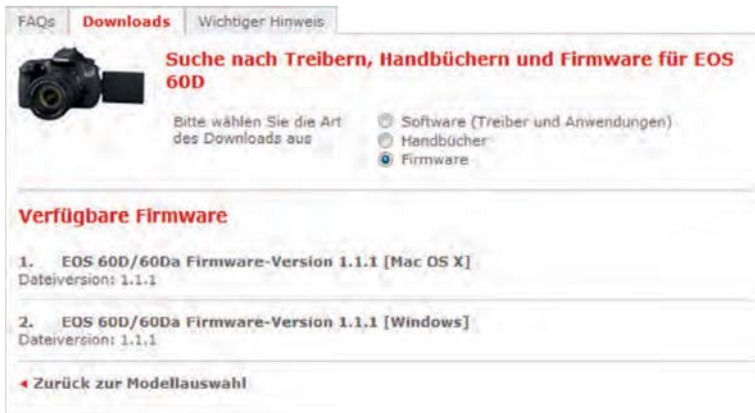 FAQs Downloads Wichtiger Hinweis
Suche nach Treibern, Handbüchern und Firmware für EOS
60D
Bitte wählen Sie die Art
des Downloads aus
Software (Treiber und Anwendungen)
Handbücher
Firmware
Verfügbare Firmware
1. EOS 60D/60Da Firmware-Version 1.1.1 [Mac OS X]
Dateiversion: 1.1.1
2. EOS 60D/60Da Firmware-Version 1.1.1 [Windows]
Dateiversion: 1.1.1
Zurück zur Modellauswahl